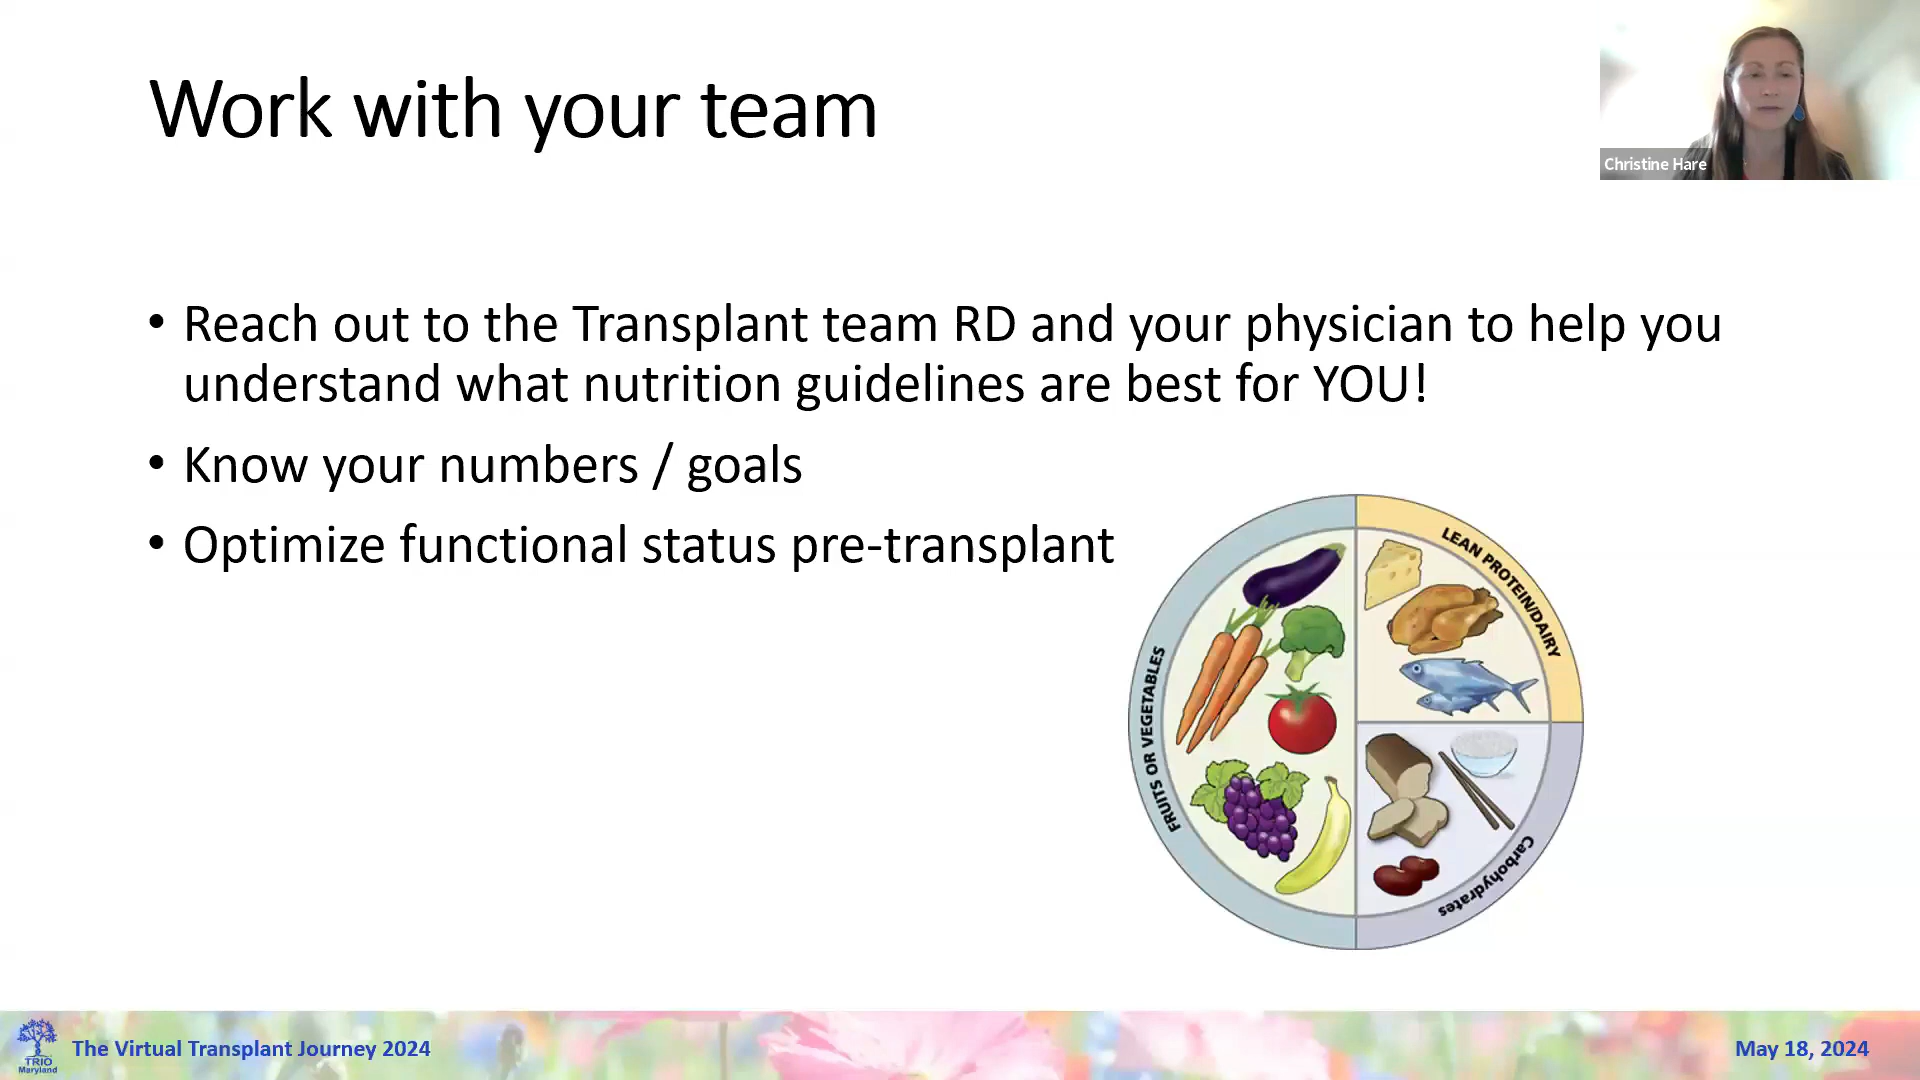 Work with your team
Christine Hare
• Reach out to the Transplant team RD and your physician to help you
understand what nutrition guidelines are best for YOU!
• Know your numbers / goals
• Optimize functional status pre-transplant
FRUITS OR VEGETABLES
LEAN PROTEIN/DAIRY
Carbohydrates
TRIO
Maryland
The Virtual Transplant Journey 2024
May 18, 2024